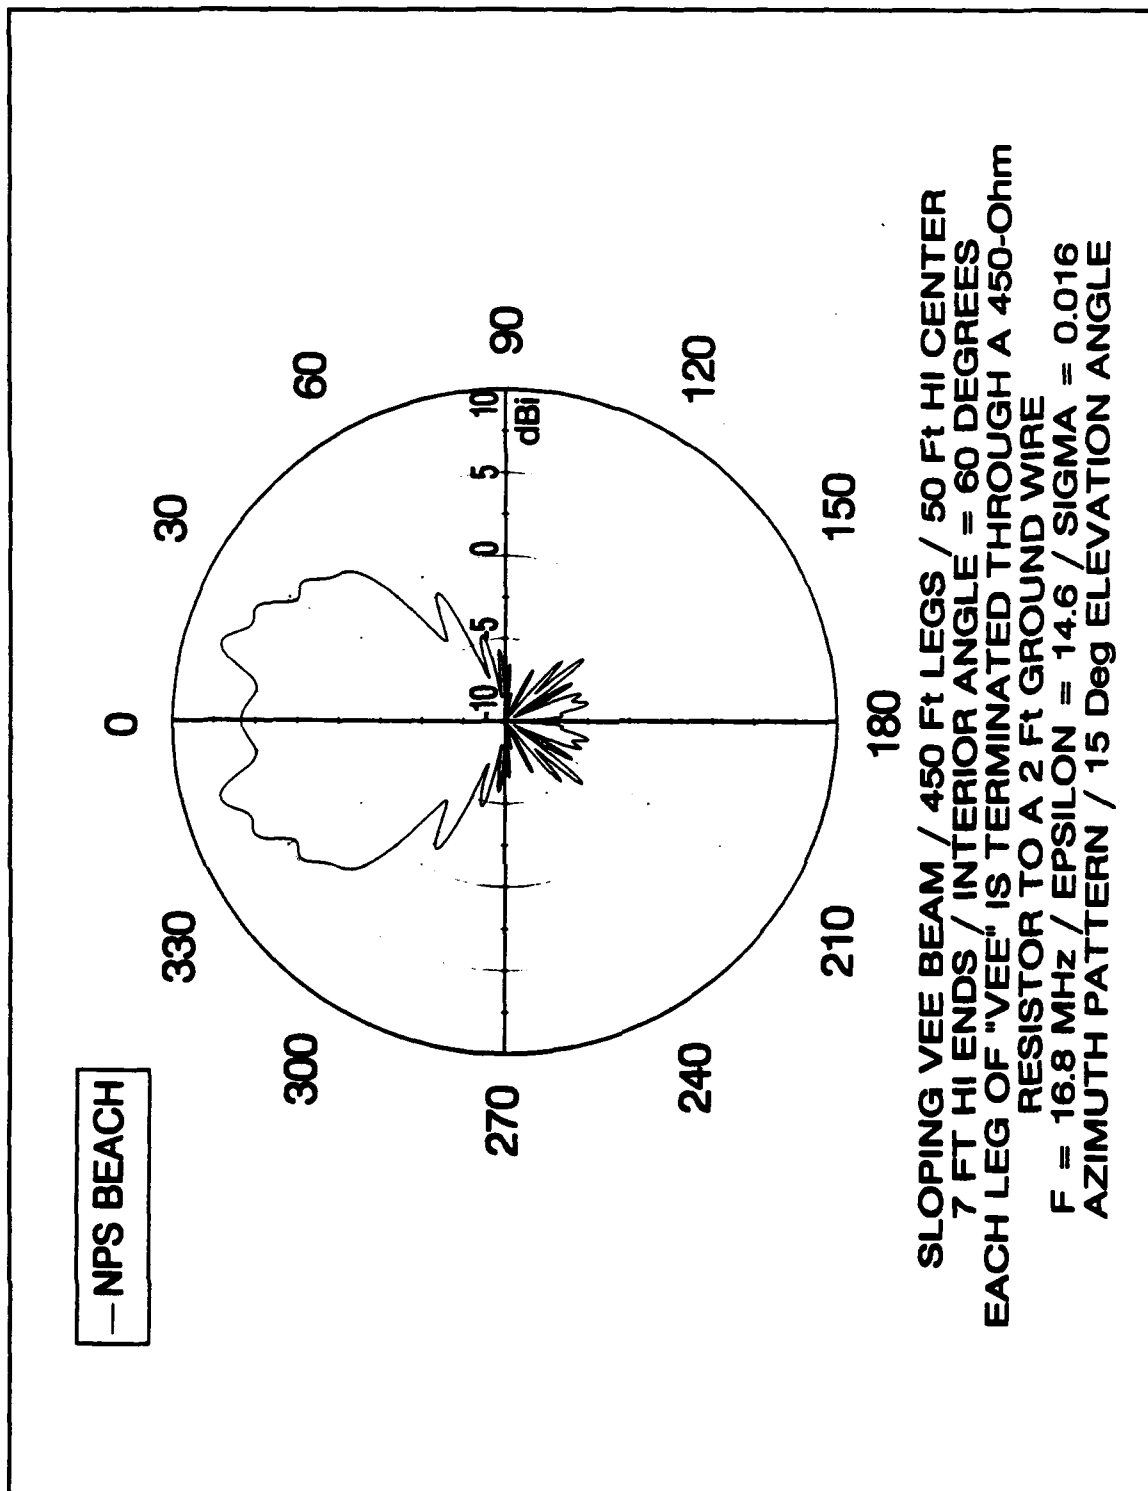 — NPS BEACH
0
30
60
90
120
150
180
210
240
270
300
330
-10
-5
0
5
10
dBi
SLOPING VEE BEAM / 450 Ft LEGS / 50 Ft HI CENTER
7 FT HI ENDS / INTERIOR ANGLE = 60 DEGREES
EACH LEG OF "VEE" IS TERMINATED THROUGH A 450-Ohm
RESISTOR TO A 2 Ft GROUND WIRE
F = 16.8 MHz / EPSILON = 14.6 / SIGMA = 0.016
AZIMUTH PATTERN / 15 Deg ELEVATION ANGLE